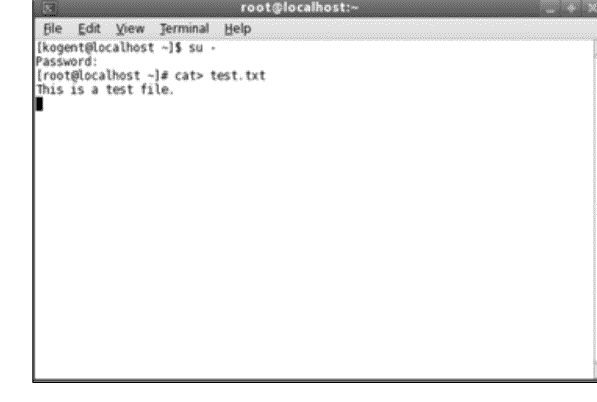 root@localhost:~
File Edit View Terminal Help
[kogent@localhost ~]$ su -
Password:
[root@localhost ~]# cat> test.txt
This is a test file.